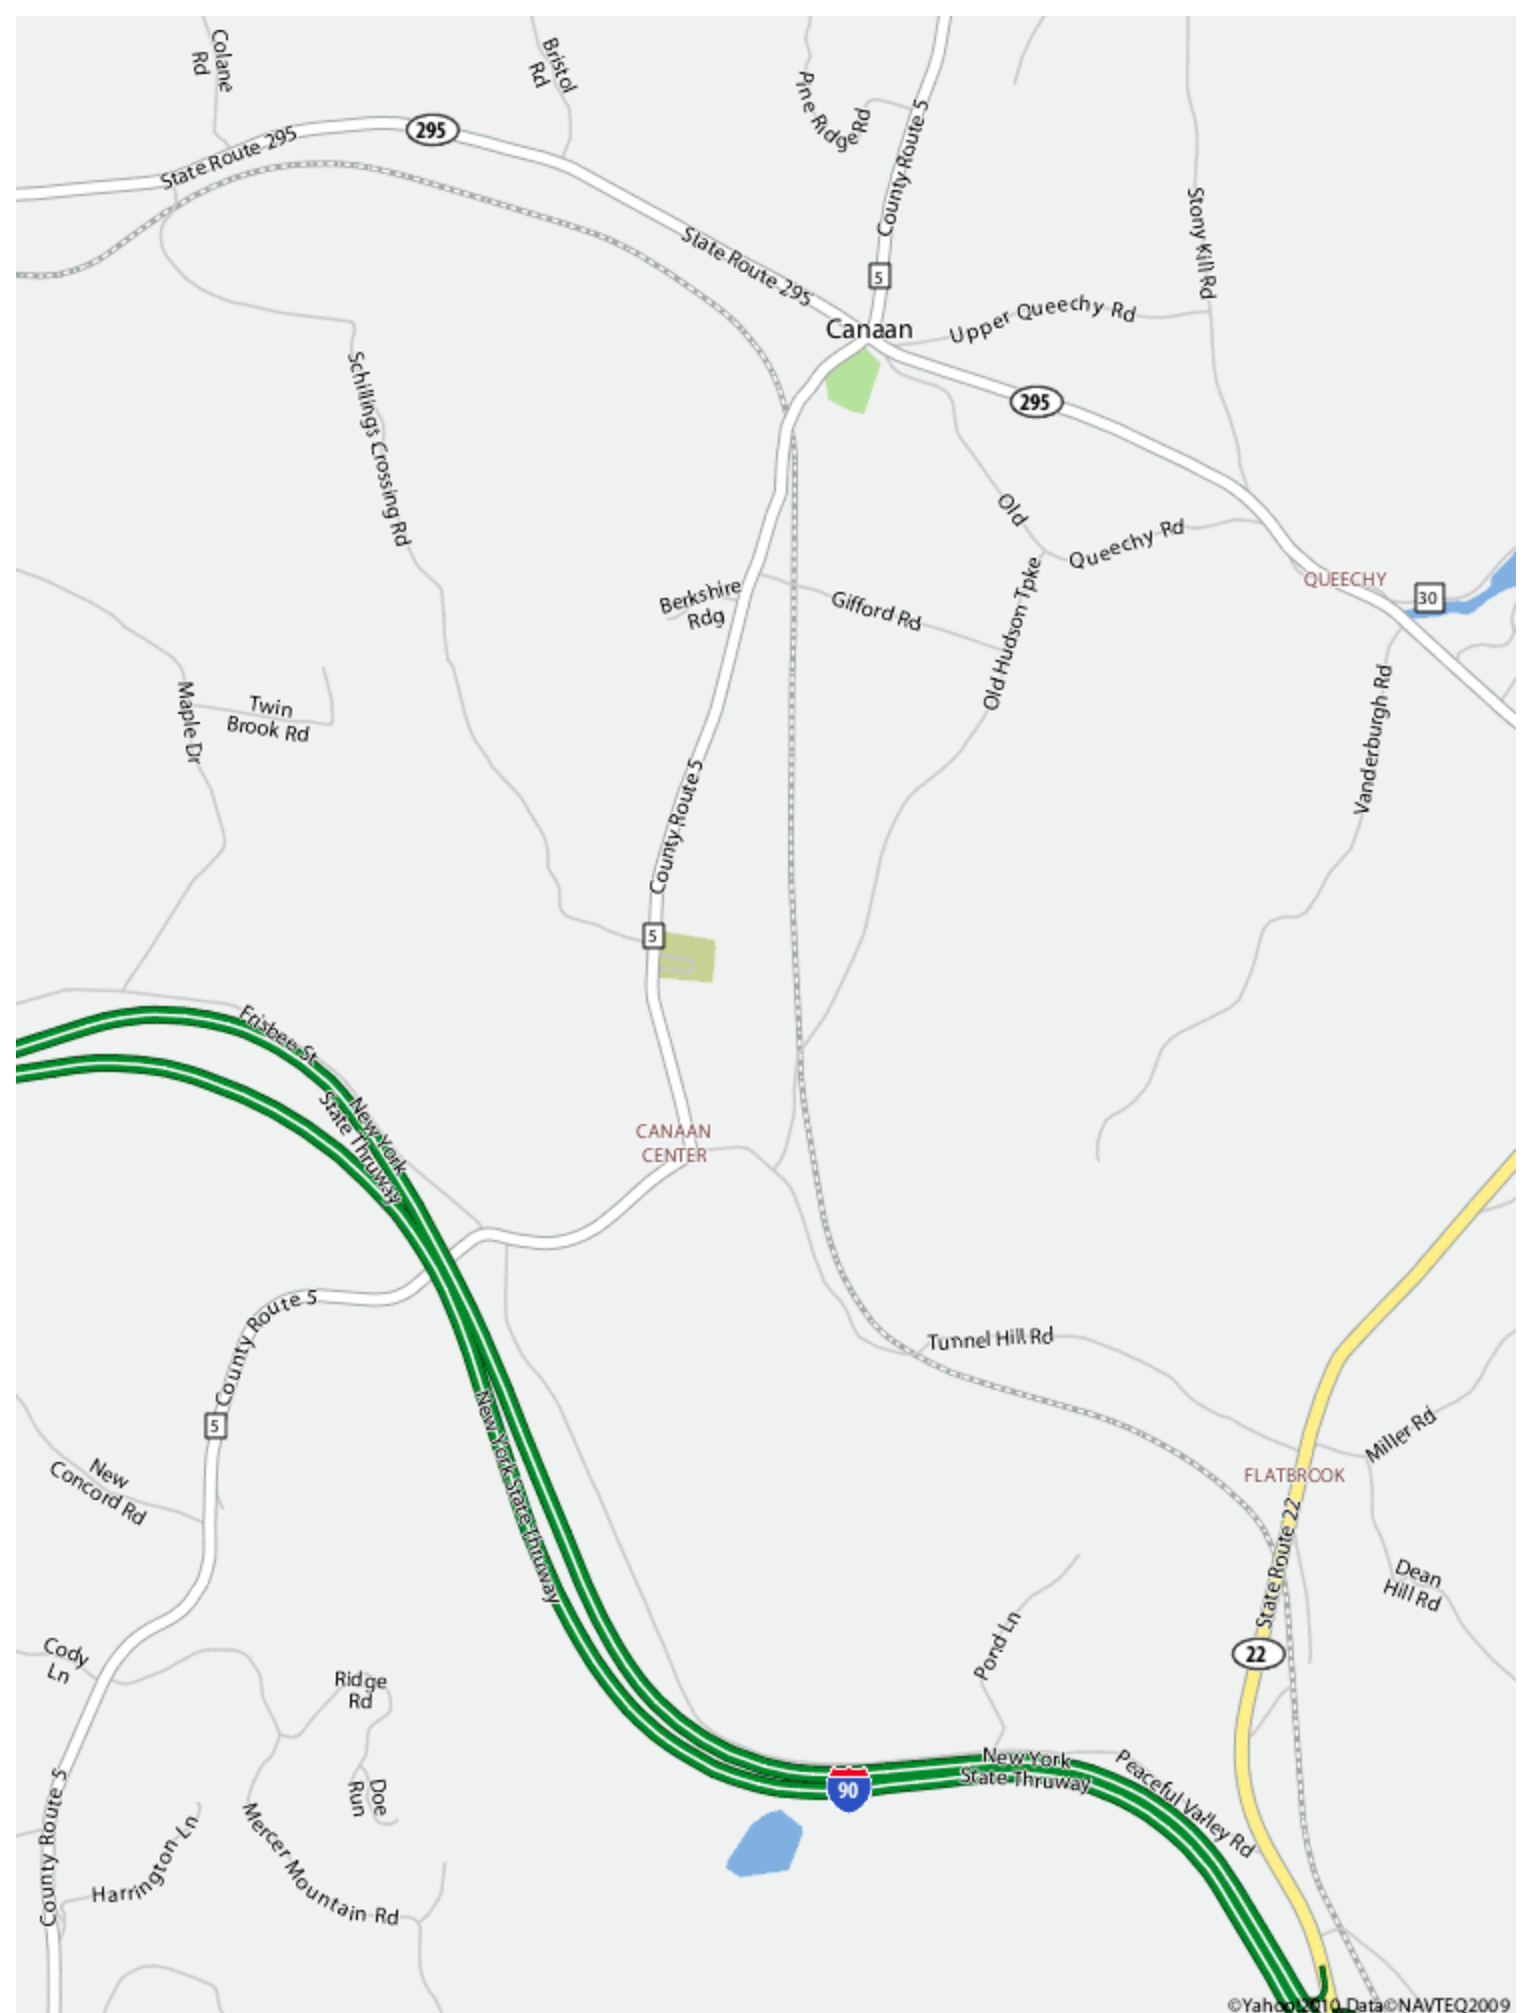 Colane
Rd
Bristol
Rd
Pine Ridge Rd
County Route 5
State Route 295
295
State Route 295
Stony Kill Rd
5
Canaan
Upper Queechy Rd
295
Schillings Crossing Rd
Old
Queechy Rd
QUEECHY
30
Berkshire
Rdg
Gifford Rd
Old Hudson Tpke
Maple Dr
Twin
Brook Rd
Vanderburgh Rd
County Route 5
5
Frisbee St
New York
State Thruway
CANAAN
CENTER
County Route 5
Tunnel Hill Rd
5
New York State Thruway
Miller Rd
FLATBROOK
New
Concord Rd
State Route 22
Dean
Hill Rd
Cody
Ln
Ridge
Rd
Pond Ln
22
County Route 5
Doe
Run
New York
State Thruway
90
Peaceful Valley Rd
Harrington Ln
Mercer Mountain Rd
©Yahoo!2010 Data©NAVTEQ2009